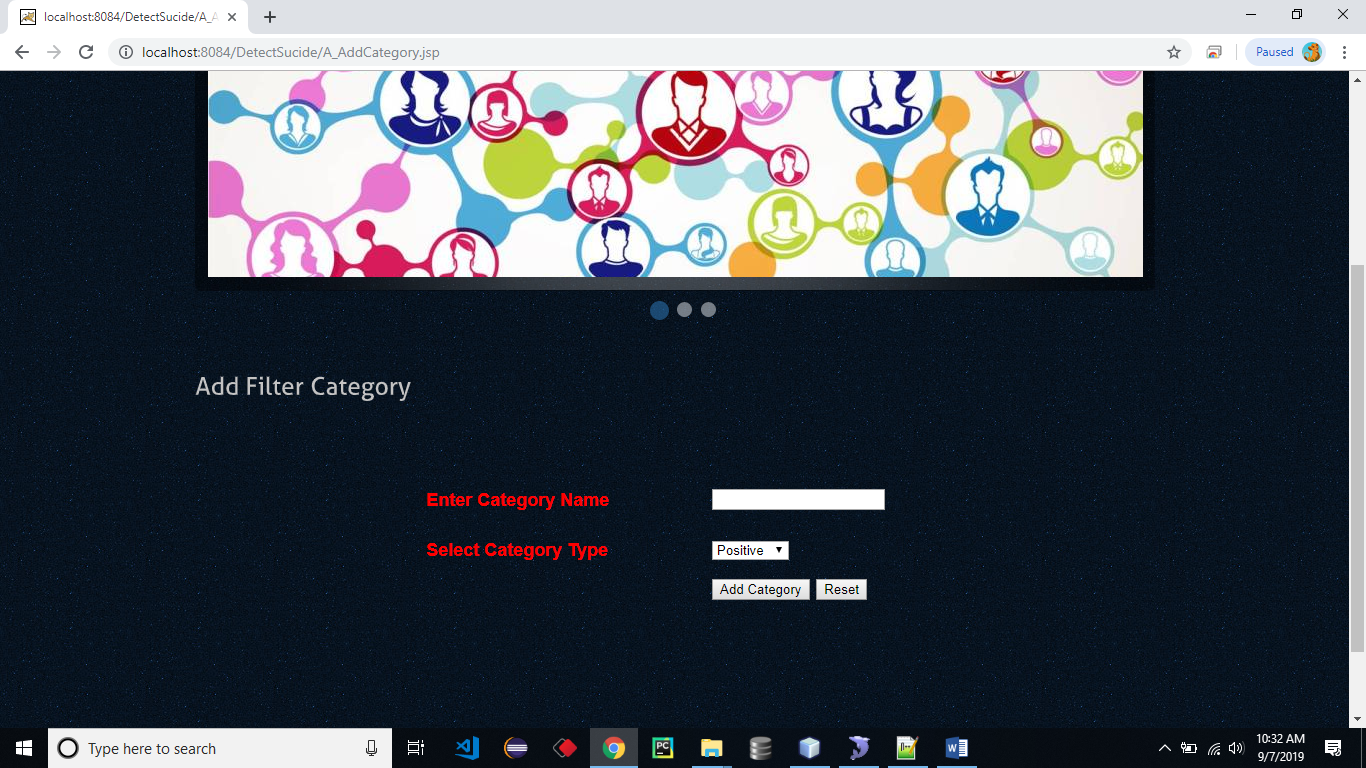 localhost:8084/DetectSucide/A_A
localhost:8084/DetectSucide/A_AddCategory.jsp
Paused
Add Filter Category
Enter Category Name
Select Category Type
Positive
Add Category Reset
Type here to search
PC
W
10:32 AM
9/7/2019